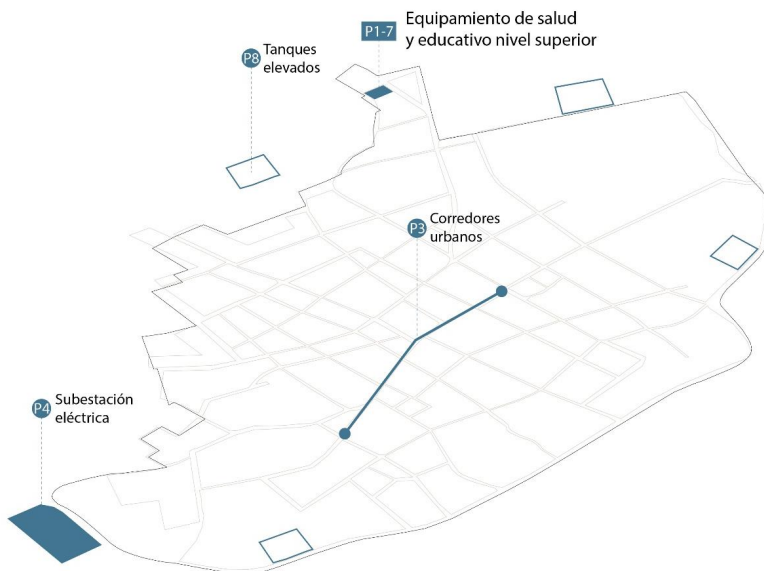 P1-7
Equipamiento de salud
y educativo nivel superior
P8
Tanques
elevados
P3
Corredores
urbanos
P4
Subestación
eléctrica